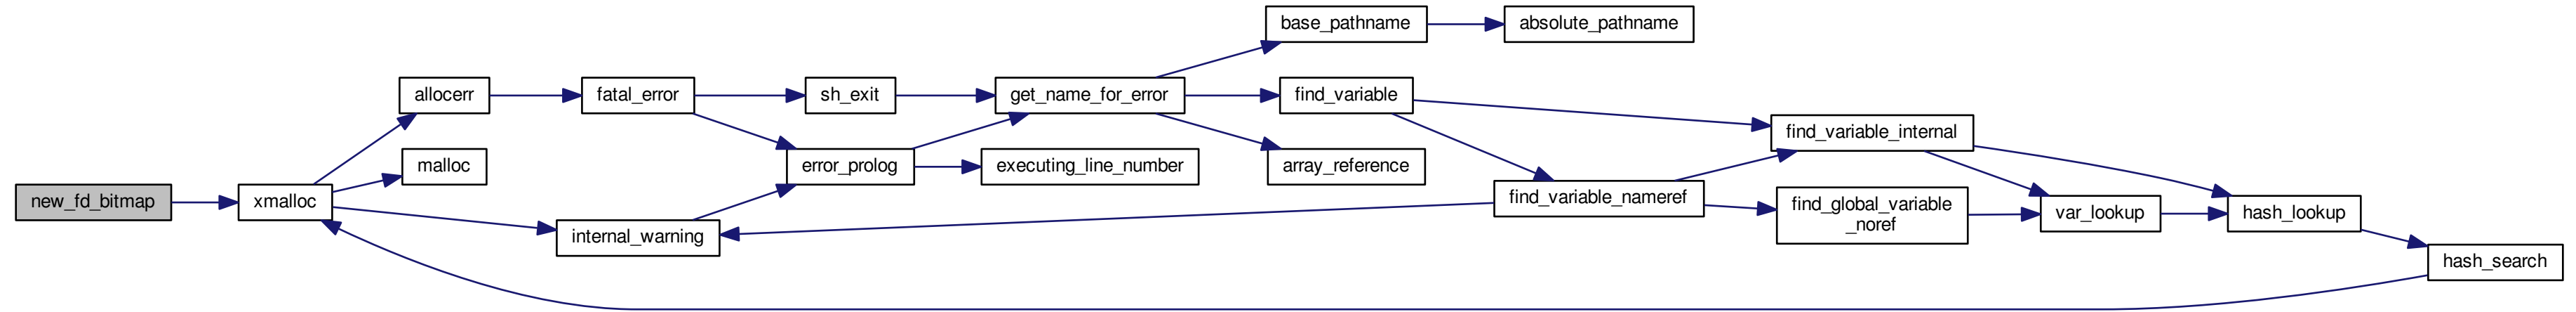 new_fd_bitmap
xmalloc
allocerr
malloc
internal_warning
fatal_error
error_prolog
sh_exit
executing_line_number
get_name_for_error
base_pathname
absolute_pathname
find_variable
array_reference
find_variable_nameref
find_variable_internal
find_global_variable
_noref
var_lookup
hash_lookup
hash_search